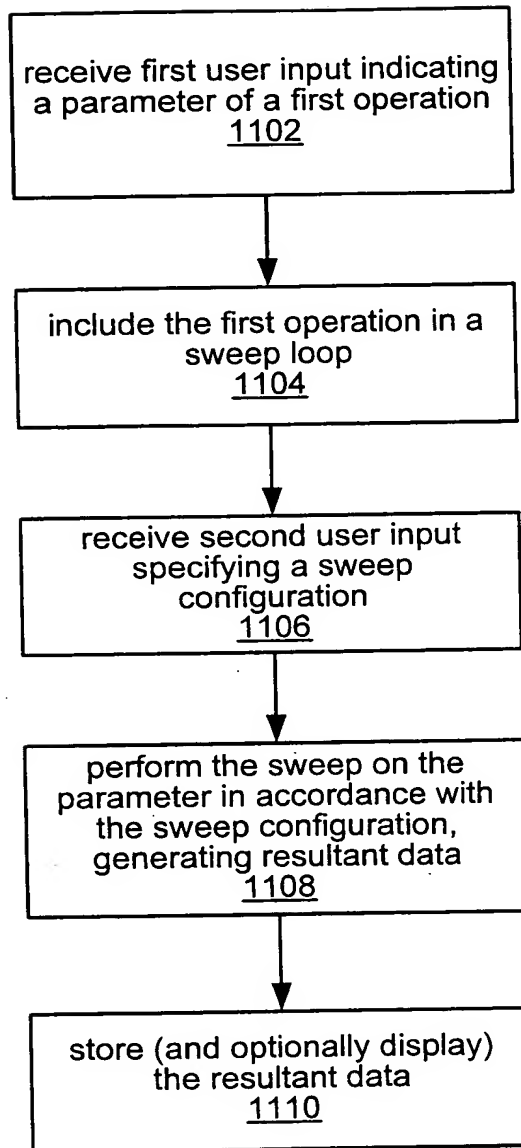 receive first user input indicating
a parameter of a first operation
1102
include the first operation in a
sweep loop
1104
receive second user input
specifying a sweep
configuration
1106
perform the sweep on the
parameter in accordance with
the sweep configuration,
generating resultant data
1108
store (and optionally display)
the resultant data
1110